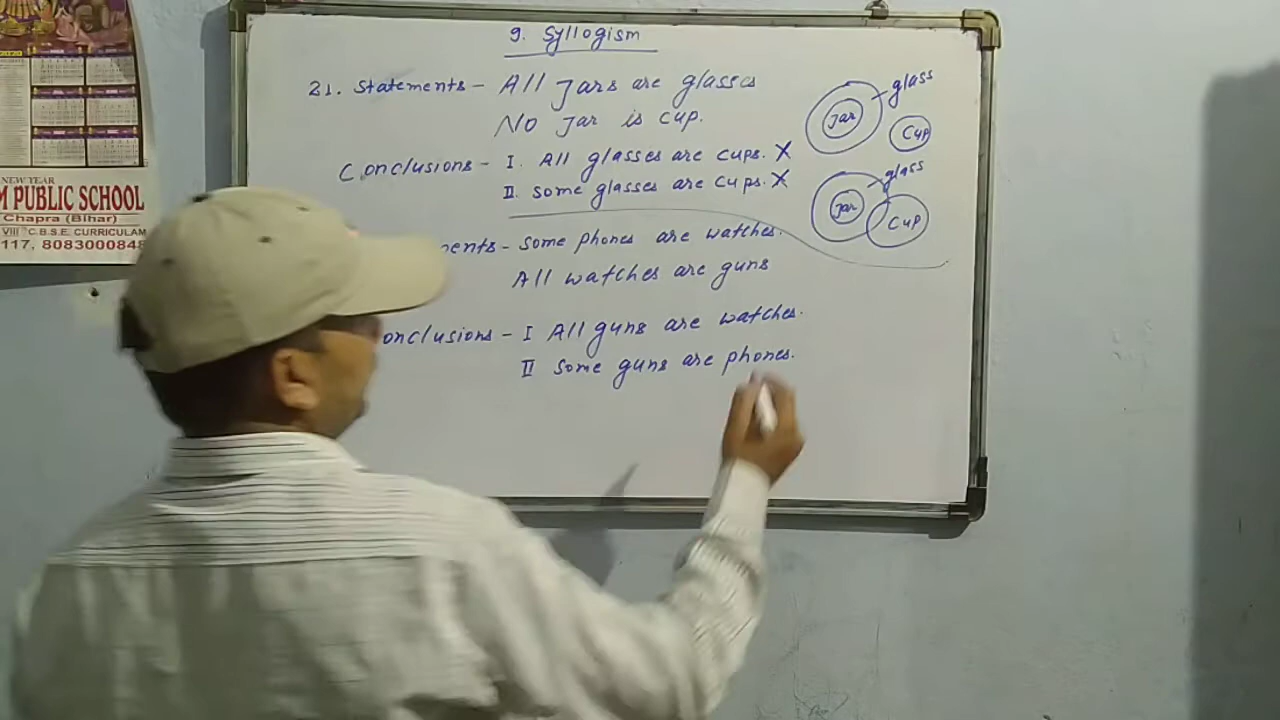 9. Syllogism
21. Statements - All Jars are glasses
No Jar is cup.
Conclusions - I. All glasses are cups. X
II. Some glasses are cups. X
glass
Jar
Cup
glass
Jar
Cup
ments - Some phones are watches.
All watches are guns
onclusions - I All guns are watches.
II Some guns are phones.
2020
NEW YEAR
M PUBLIC SCHOOL
Chapra (Bihar)
VIII C.B.S.E. CURRICULAM
117, 8083000848